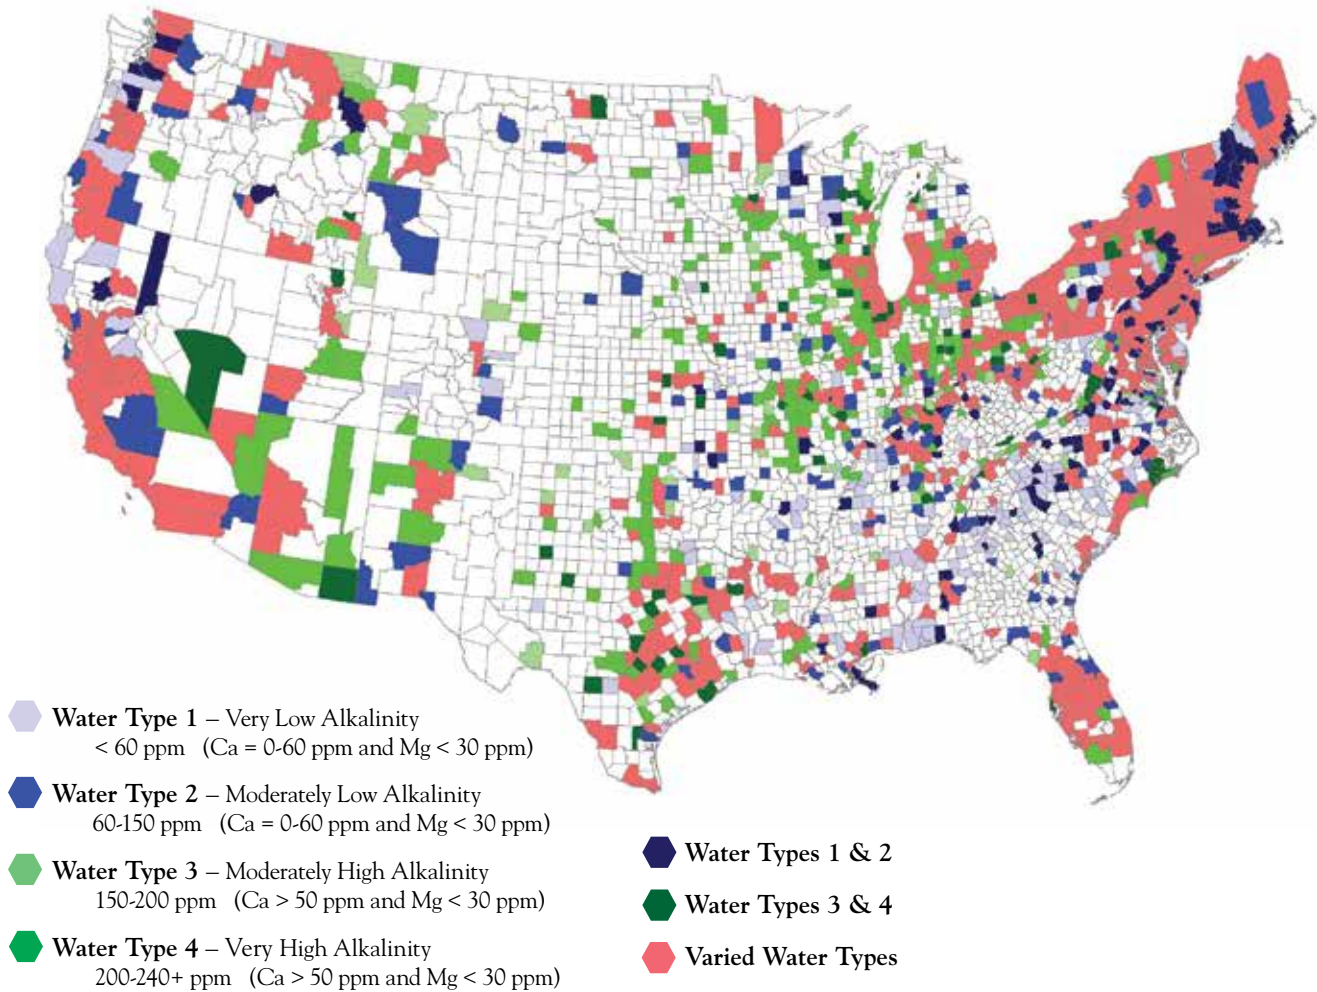 Water Type 1 – Very Low Alkalinity
< 60 ppm (Ca = 0-60 ppm and Mg < 30 ppm)
Water Type 2 – Moderately Low Alkalinity
60-150 ppm (Ca = 0-60 ppm and Mg < 30 ppm)
Water Type 3 – Moderately High Alkalinity
150-200 ppm (Ca > 50 ppm and Mg < 30 ppm)
Water Type 4 – Very High Alkalinity
200-240+ ppm (Ca > 50 ppm and Mg < 30 ppm)
Water Types 1 & 2
Water Types 3 & 4
Varied Water Types